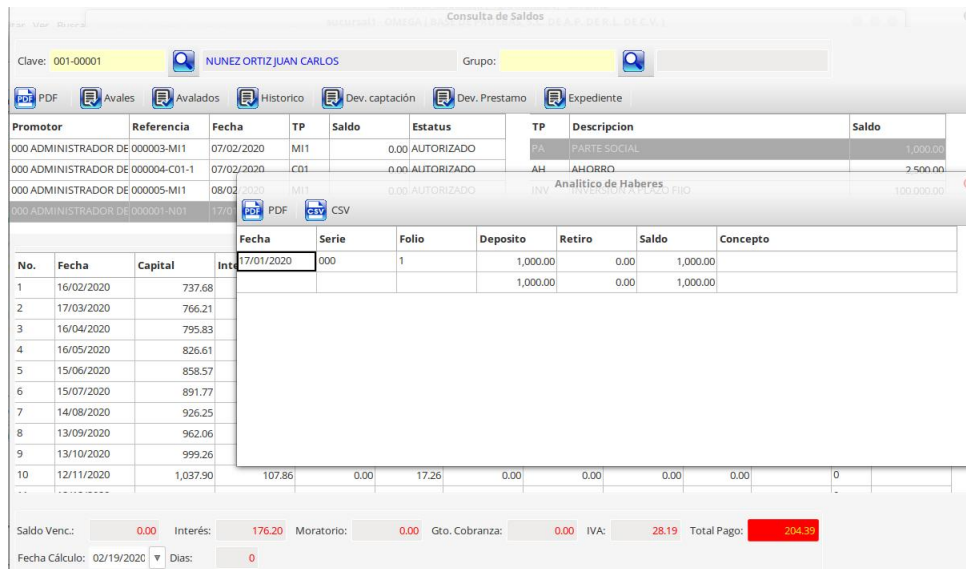 Consulta de Saldos
Clave: 001-00001 NUNEZ ORTIZ JUAN CARLOS Grupo:
PDF PDF Avales Avalados Historico Dev. captación Dev. Prestamo Expediente
Promotor Referencia Fecha TP Saldo Estatus TP Descripcion Saldo
000 ADMINISTRADOR DE 000003-MI1 07/02/2020 MI1 0.00 AUTORIZADO PA PARTE SOCIAL 1,000.00
000 ADMINISTRADOR DE 000004-C01-1 07/02/2020 C01 0.00 AUTORIZADO AH AHORRO 2,500.00
000 ADMINISTRADOR DE 000005-MI1 08/02/2020 MI1 0.00 AUTORIZADO INV INVERSION A PLAZO FIJO 100,000.00
000 ADMINISTRADOR DE 000001-N01 17/01
Analitico de Haberes
PDF PDF CSV CSV
Fecha Serie Folio Deposito Retiro Saldo Concepto
17/01/2020 000 1 1,000.00 0.00 1,000.00
1,000.00 0.00 1,000.00
No. Fecha Capital Inte
1 16/02/2020 737.68
2 17/03/2020 766.21
3 16/04/2020 795.83
4 16/05/2020 826.61
5 15/06/2020 858.57
6 15/07/2020 891.77
7 14/08/2020 926.25
8 13/09/2020 962.06
9 13/10/2020 999.26
10 12/11/2020 1,037.90 107.86 0.00 17.26 0.00 0.00 0.00 0.00 0
Saldo Venc.: 0.00 Interés: 176.20 Moratorio: 0.00 Gto. Cobranza: 0.00 IVA: 28.19 Total Pago: 204.39
Fecha Cálculo: 02/19/2020 Dias: 0